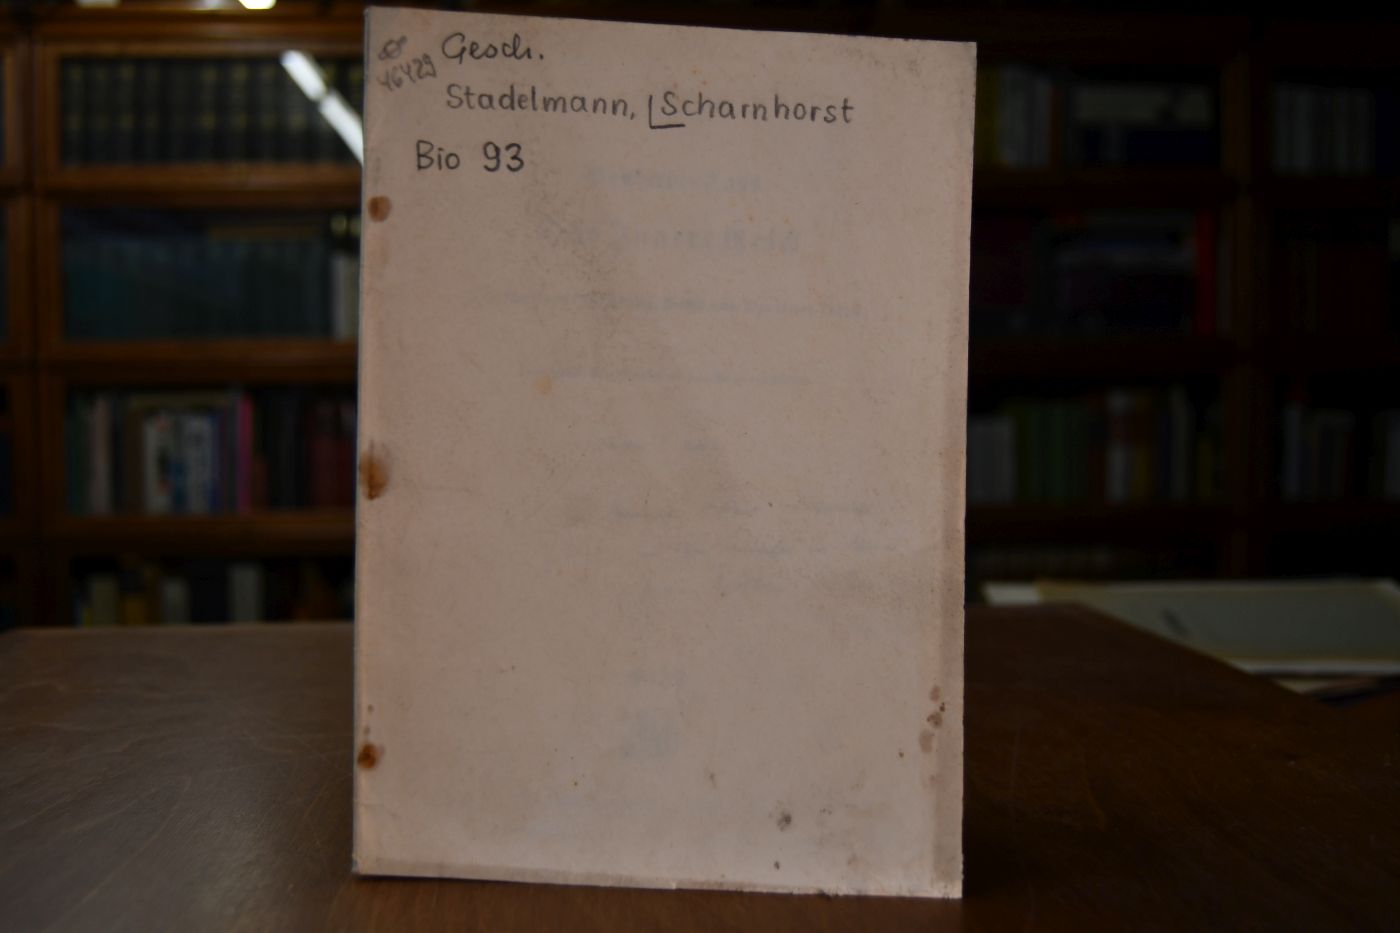 Gesch.
46429
Stadelmann, Scharnhorst
Bio 93